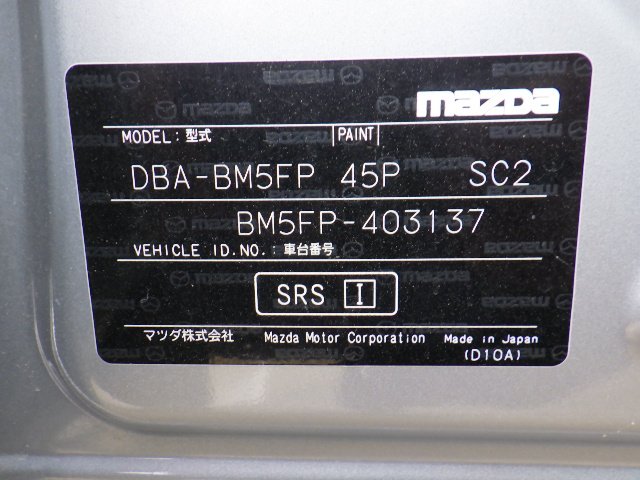 mazda
MODEL：型式 PAINT
DBA-BM5FP 45P SC2
BM5FP-403137
VEHICLE ID.NO.：車台番号
SRS I
マツダ株式会社 Mazda Motor Corporation Made in Japan
(D10A)